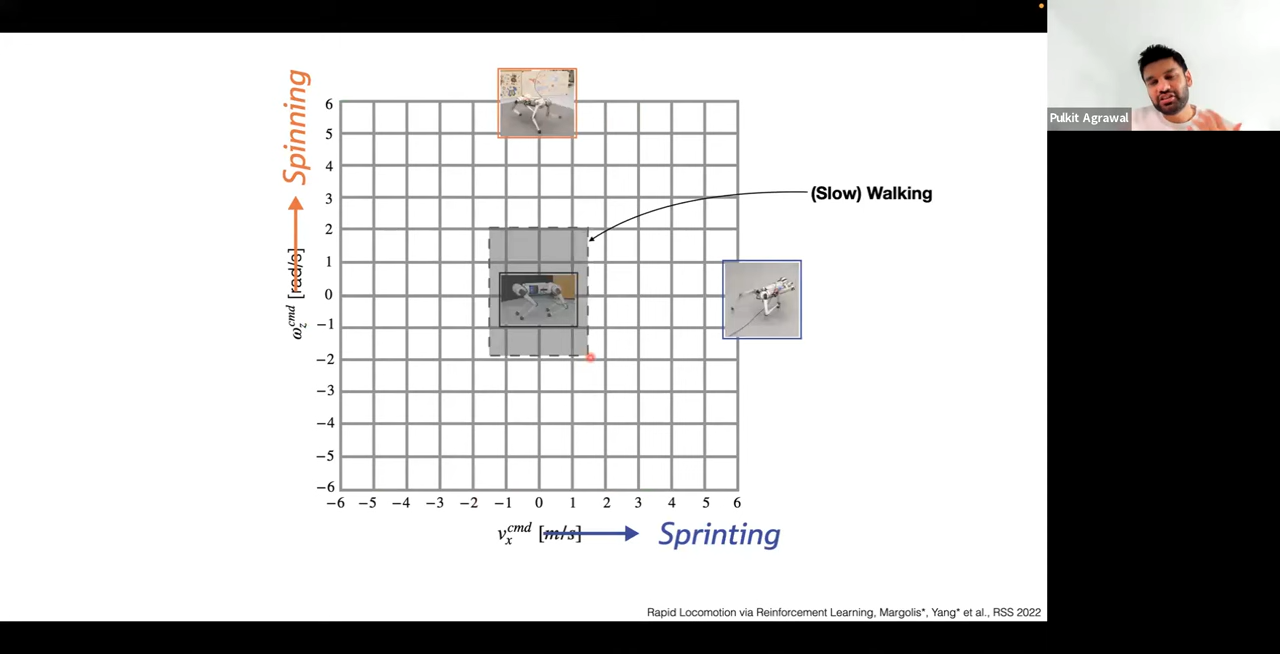 Pulkit Agrawal
Spinning
6
5
4
3
2
1
0
−1
−2
−3
−4
−5
−6
ω_z^{cmd} [rad/s]
(Slow) Walking
−6 −5 −4 −3 −2 −1 0 1 2 3 4 5 6
v_x^{cmd} [m/s]
Sprinting
Rapid Locomotion via Reinforcement Learning, Margolis*, Yang* et al., RSS 2022